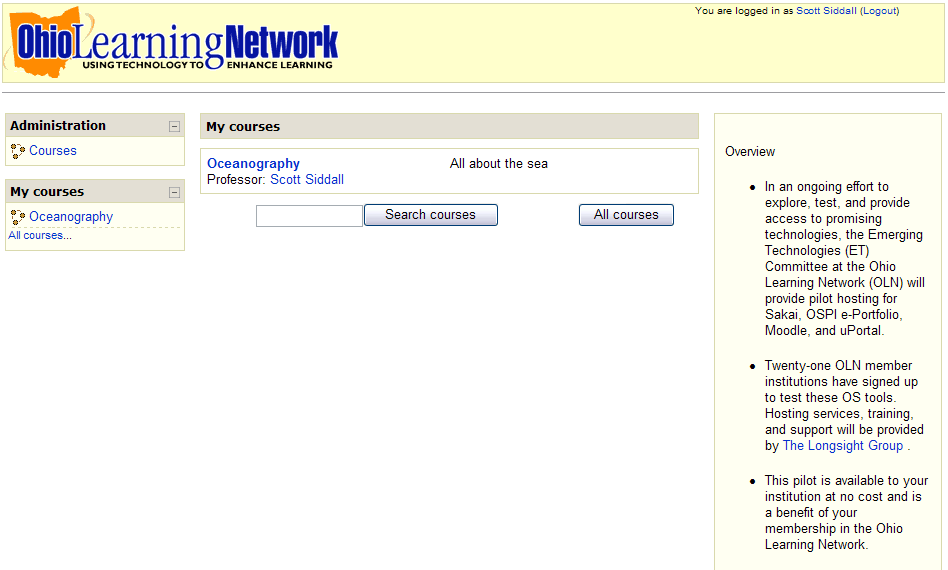 You are logged in as Scott Siddall (Logout)
OhioLearningNetwork
USING TECHNOLOGY TO ENHANCE LEARNING
Administration
Courses
My courses
Oceanography
All courses...
My courses
Oceanography
All about the sea
Professor: Scott Siddall
Search courses
All courses
Overview
In an ongoing effort to
explore, test, and provide
access to promising
technologies, the Emerging
Technologies (ET)
Committee at the Ohio
Learning Network (OLN) will
provide pilot hosting for
Sakai, OSPI e-Portfolio,
Moodle, and uPortal.
Twenty-one OLN member
institutions have signed up
to test these OS tools.
Hosting services, training,
and support will be provided
by The Longsight Group .
This pilot is available to your
institution at no cost and is
a benefit of your
membership in the Ohio
Learning Network.